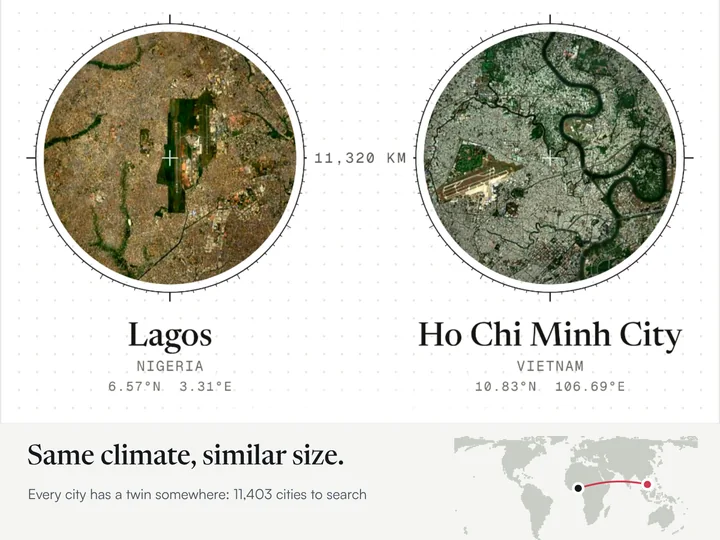 11,320 KM
Lagos
NIGERIA
6.57°N 3.31°E
Ho Chi Minh City
VIETNAM
10.83°N 106.69°E
Same climate, similar size.
Every city has a twin somewhere: 11,403 cities to search